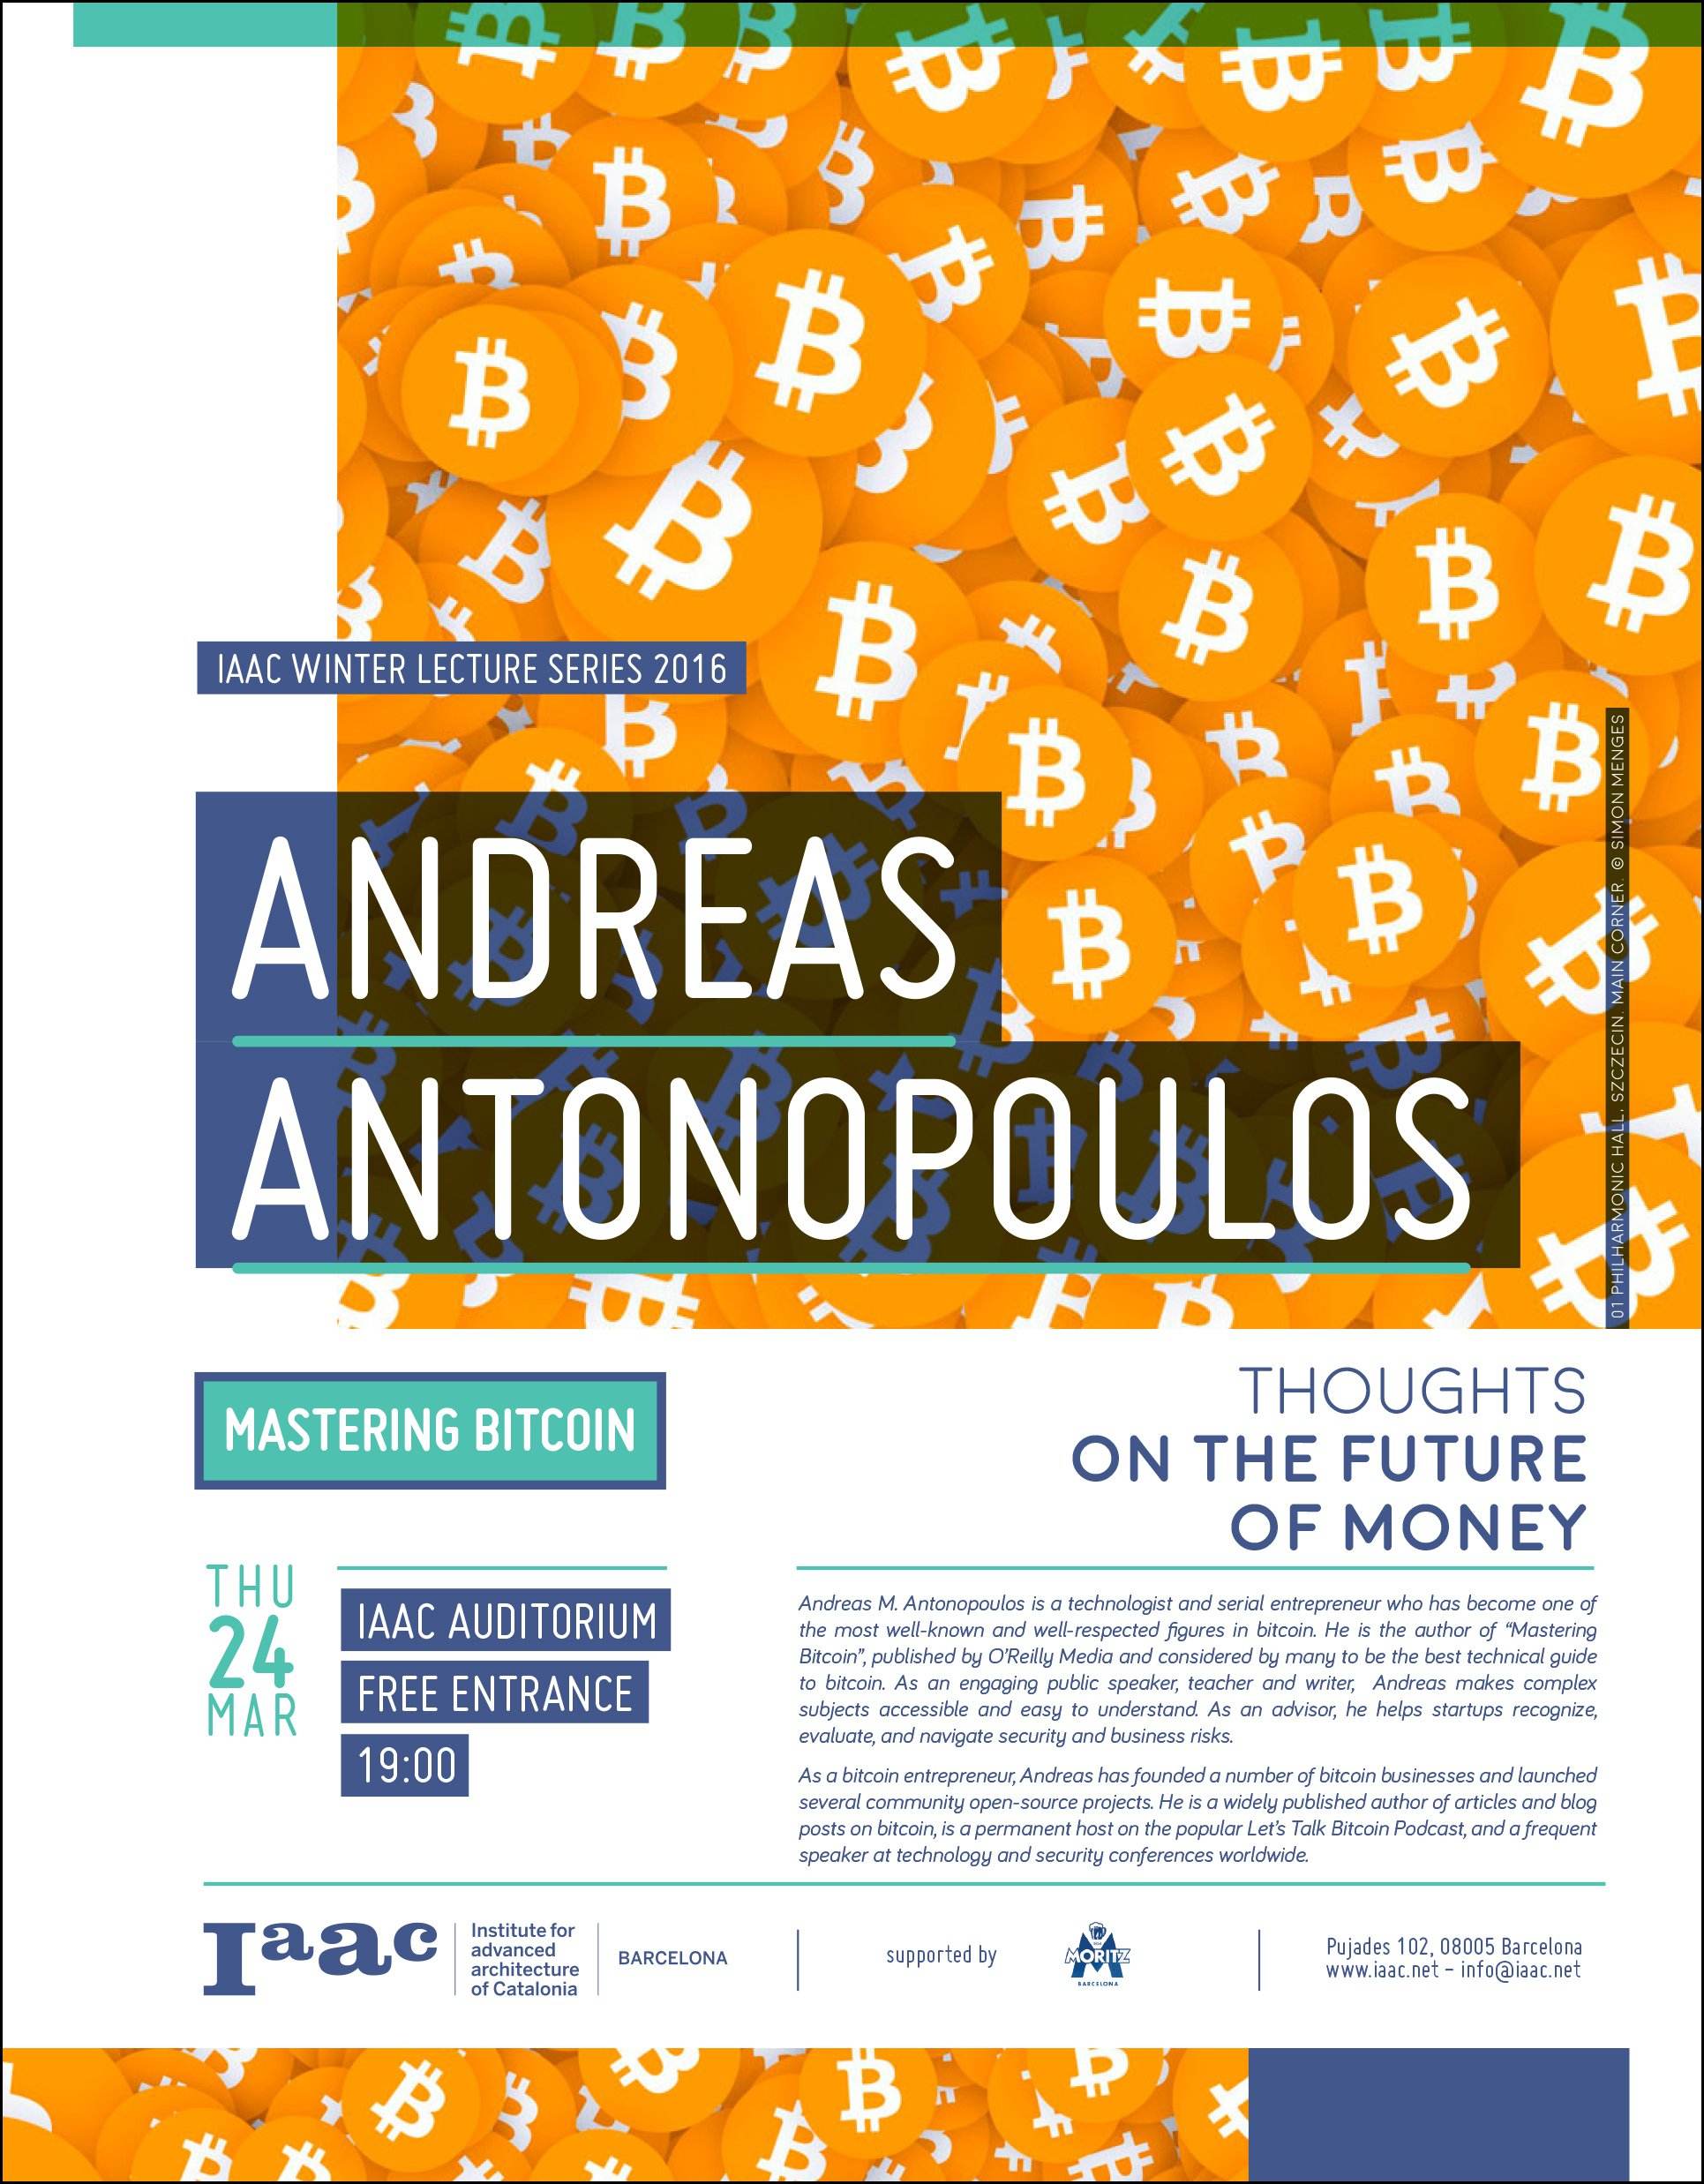 IAAC WINTER LECTURE SERIES 2016
ANDREAS
ANTONOPOULOS
01 PHILHARMONIC HALL, SZCZECIN. MAIN CORNER. © SIMON MENGES
MASTERING BITCOIN
THU
24
MAR
IAAC AUDITORIUM
FREE ENTRANCE
19:00
THOUGHTS
ON THE FUTURE
OF MONEY
Andreas M. Antonopoulos is a technologist and serial entrepreneur who has become one of
the most well-known and well-respected figures in bitcoin. He is the author of “Mastering
Bitcoin”, published by O’Reilly Media and considered by many to be the best technical guide
to bitcoin. As an engaging public speaker, teacher and writer, Andreas makes complex
subjects accessible and easy to understand. As an advisor, he helps startups recognize,
evaluate, and navigate security and business risks.
As a bitcoin entrepreneur, Andreas has founded a number of bitcoin businesses and launched
several community open-source projects. He is a widely published author of articles and blog
posts on bitcoin, is a permanent host on the popular Let’s Talk Bitcoin Podcast, and a frequent
speaker at technology and security conferences worldwide.
Iaac
Institute for
advanced
architecture
of Catalonia
BARCELONA
supported by
MORITZ
BARCELONA
Pujades 102, 08005 Barcelona
www.iaac.net - info@iaac.net